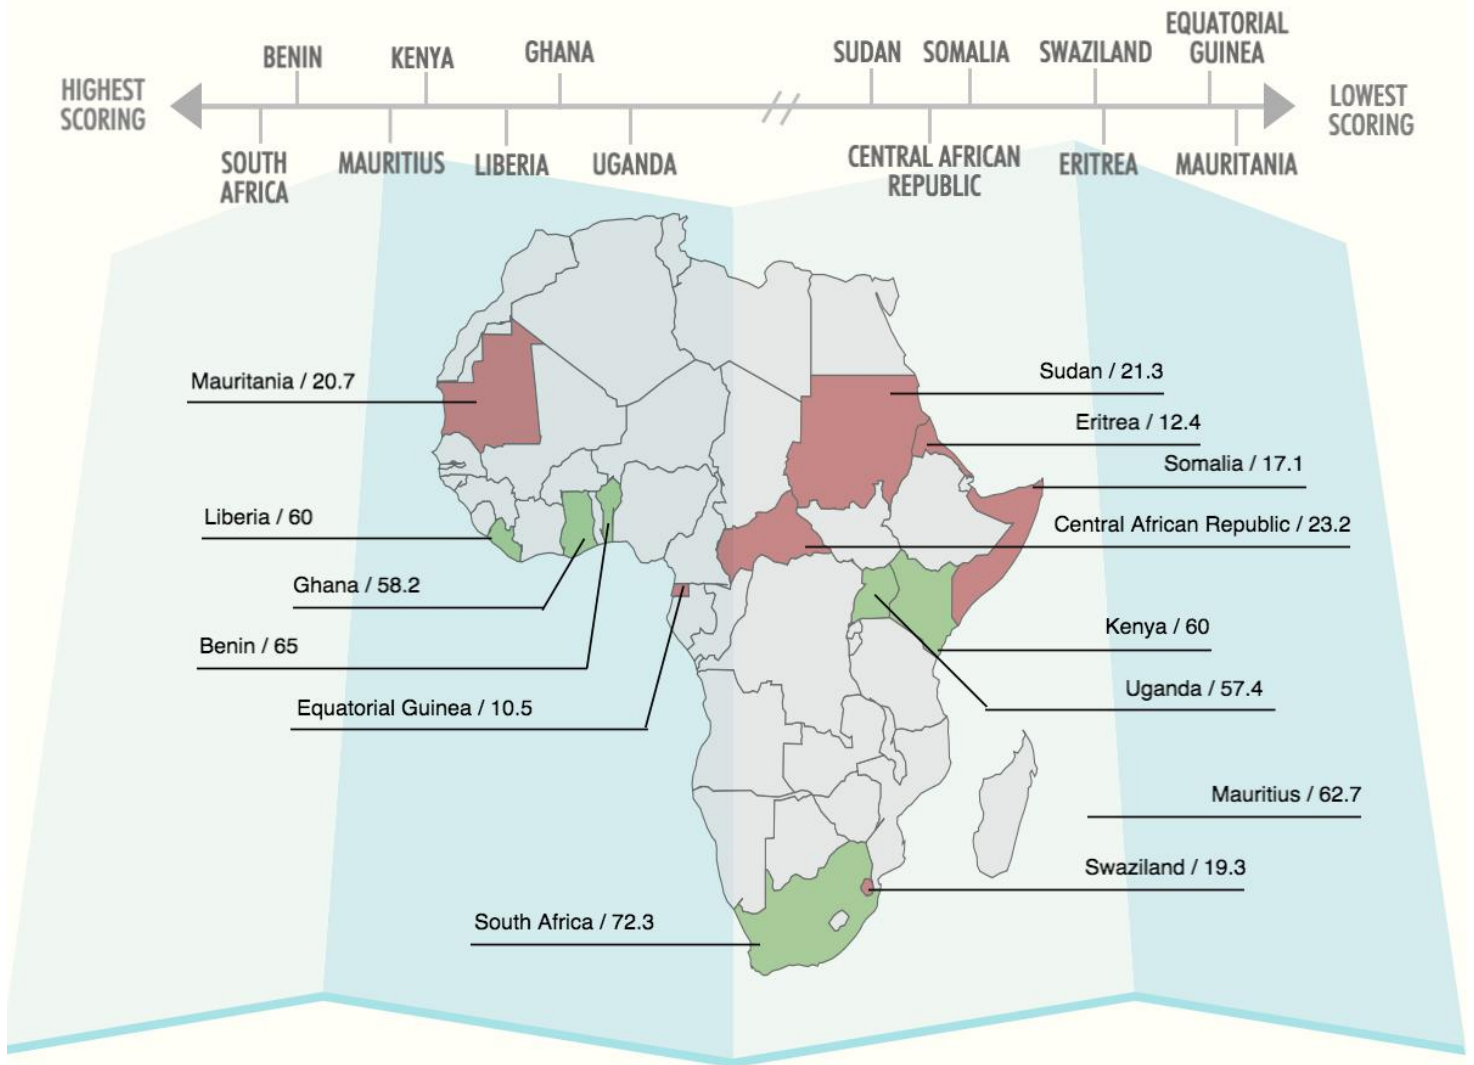 BENIN
KENYA
GHANA
SUDAN
SOMALIA
SWAZILAND
EQUATORIAL
GUINEA
HIGHEST
SCORING
LOWEST
SCORING
SOUTH
AFRICA
MAURITIUS
LIBERIA
UGANDA
CENTRAL AFRICAN
REPUBLIC
ERITREA
MAURITANIA
Mauritania / 20.7
Sudan / 21.3
Eritrea / 12.4
Somalia / 17.1
Liberia / 60
Central African Republic / 23.2
Ghana / 58.2
Benin / 65
Kenya / 60
Equatorial Guinea / 10.5
Uganda / 57.4
Mauritius / 62.7
Swaziland / 19.3
South Africa / 72.3